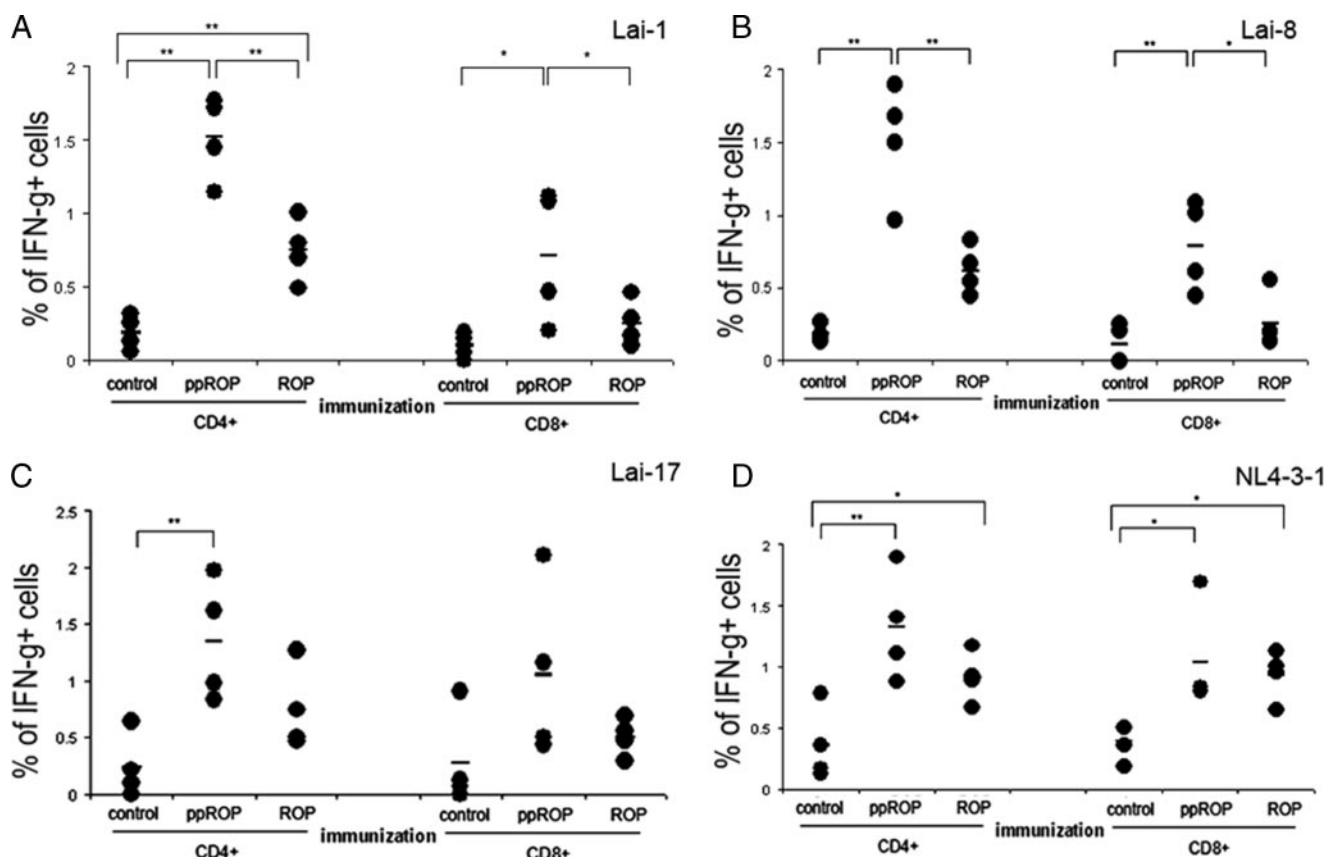 A
Lai-1
**
** **
* *
% of IFN-g+ cells
2
1.5
1
0.5
0
control ppROP ROP control ppROP ROP
immunization
CD4+ CD8+
B
Lai-8
** ** ** *
% of IFN-g+ cells
2
1.5
1
0.5
0
control ppROP ROP control ppROP ROP
immunization
CD4+ CD8+
C
Lai-17
**
% of IFN-g+ cells
2.5
2
1.5
1
0.5
0
control ppROP ROP control ppROP ROP
immunization
CD4+ CD8+
D
NL4-3-1
* *
** *
% of IFN-g+ cells
2
1.5
1
0.5
0
control ppROP ROP control ppROP ROP
immunization
CD4+ CD8+